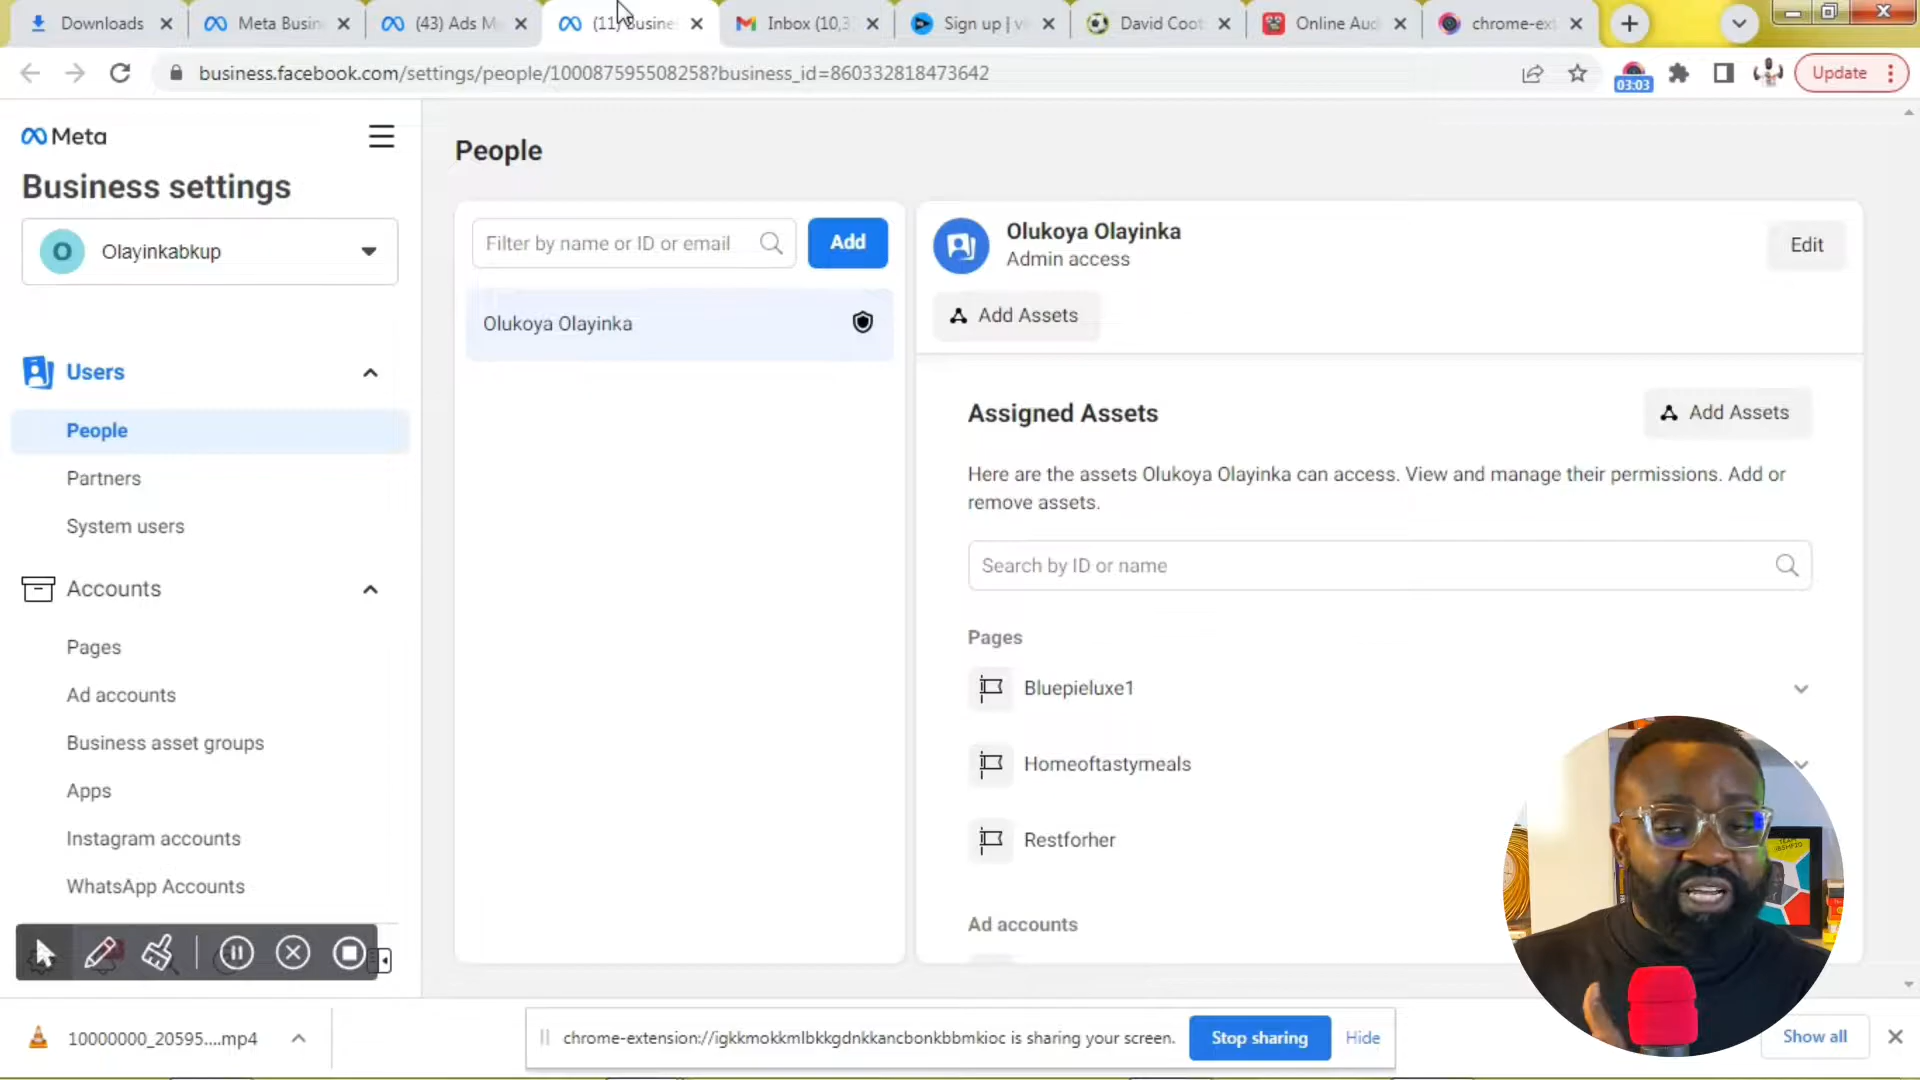 Downloads
Meta Busin
(43) Ads M
(11) Busine
Inbox (10,3
Sign up | v
David Coot
Online Aud
chrome-ext
business.facebook.com/settings/people/100087595508258?business_id=860332818473642
03:03
Update
Meta
Business settings
O
Olayinkabkup
Users
People
Partners
System users
Accounts
Pages
Ad accounts
Business asset groups
Apps
Instagram accounts
WhatsApp Accounts
People
Filter by name or ID or email
Add
Olukoya Olayinka
Olukoya Olayinka
Admin access
Edit
Add Assets
Assigned Assets
Add Assets
Here are the assets Olukoya Olayinka can access. View and manage their permissions. Add or
remove assets.
Search by ID or name
Pages
Bluepieluxe1
Homeoftastymeals
Restforher
Ad accounts
10000000_20595....mp4
chrome-extension://igkkmokkmlbkkgdnkkancbonkbbmkioc is sharing your screen.
Stop sharing
Hide
Show all